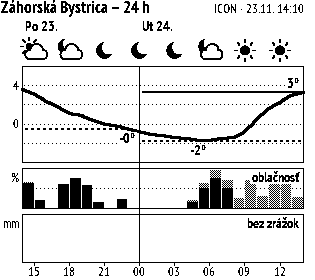 Záhorská Bystrica – 24 h
ICON · 23.11. 14:10
Po 23.
Ut 24.
3°
4
0
-0°
-2°
%
oblačnosť
mm
bez zrážok
15 18 21 00 03 06 09 12